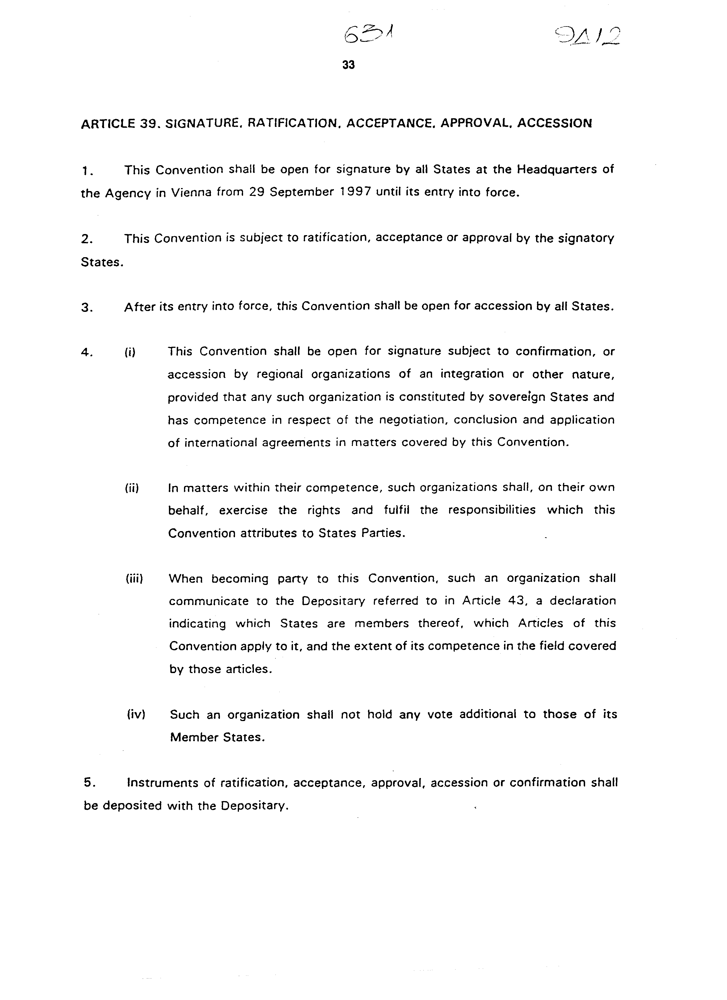 631
33
ARTICLE 39. SIGNATURE, RATIFICATION, ACCEPTANCE, APPROVAL, ACCESSION
1. This Convention shall be open for signature by all States at the Headquarters of
the Agency in Vienna from 29 September 1997 until its entry into force.
2. This Convention is subject to ratification, acceptance or approval by the signatory
States.
3. After its entry into force, this Convention shall be open for accession by all States.
4. (i) This Convention shall be open for signature subject to confirmation, or
accession by regional organizations of an integration or other nature,
provided that any such organization is constituted by sovereign States and
has competence in respect of the negotiation, conclusion and application
of international agreements in matters covered by this Convention.
(ii) In matters within their competence, such organizations shall, on their own
behalf, exercise the rights and fulfil the responsibilities which this
Convention attributes to States Parties.
(iii) When becoming party to this Convention, such an organization shall
communicate to the Depositary referred to in Article 43, a declaration
indicating which States are members thereof, which Articles of this
Convention apply to it, and the extent of its competence in the field covered
by those articles.
(iv) Such an organization shall not hold any vote additional to those of its
Member States.
5. Instruments of ratification, acceptance, approval, accession or confirmation shall
be deposited with the Depositary.